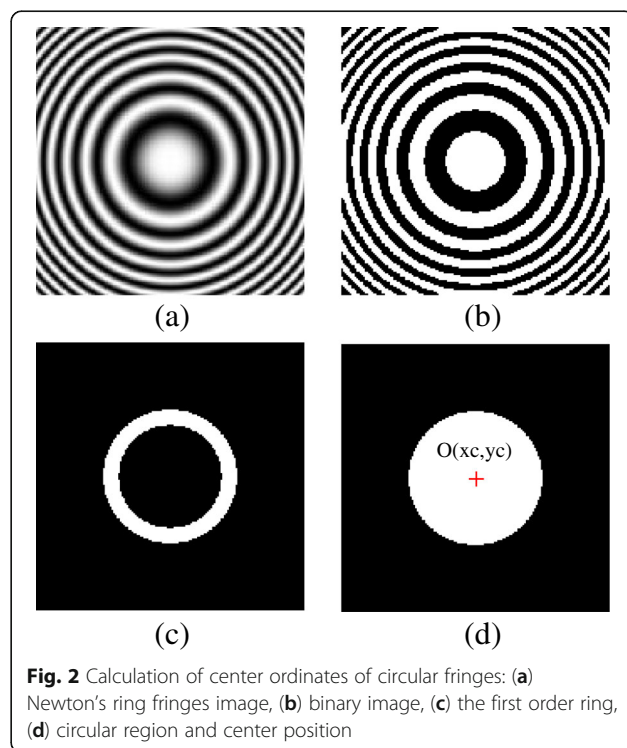 (a)
(b)
O(xc,yc)
(c)
(d)
Fig. 2 Calculation of center ordinates of circular fringes: (a)
Newton's ring fringes image, (b) binary image, (c) the first order ring,
(d) circular region and center position